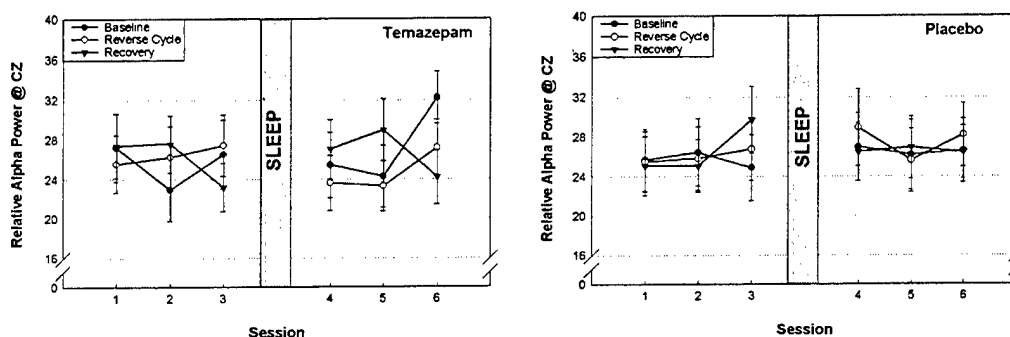 Baseline
Reverse Cycle
Recovery
Temazepam
Relative Alpha Power @ CZ
40
36
32
28
24
20
16
0
SLEEP
1 2 3 4 5 6
Session
Baseline
Reverse Cycle
Recovery
Placebo
Relative Alpha Power @ CZ
40
36
32
28
24
20
16
0
SLEEP
1 2 3 4 5 6
Session